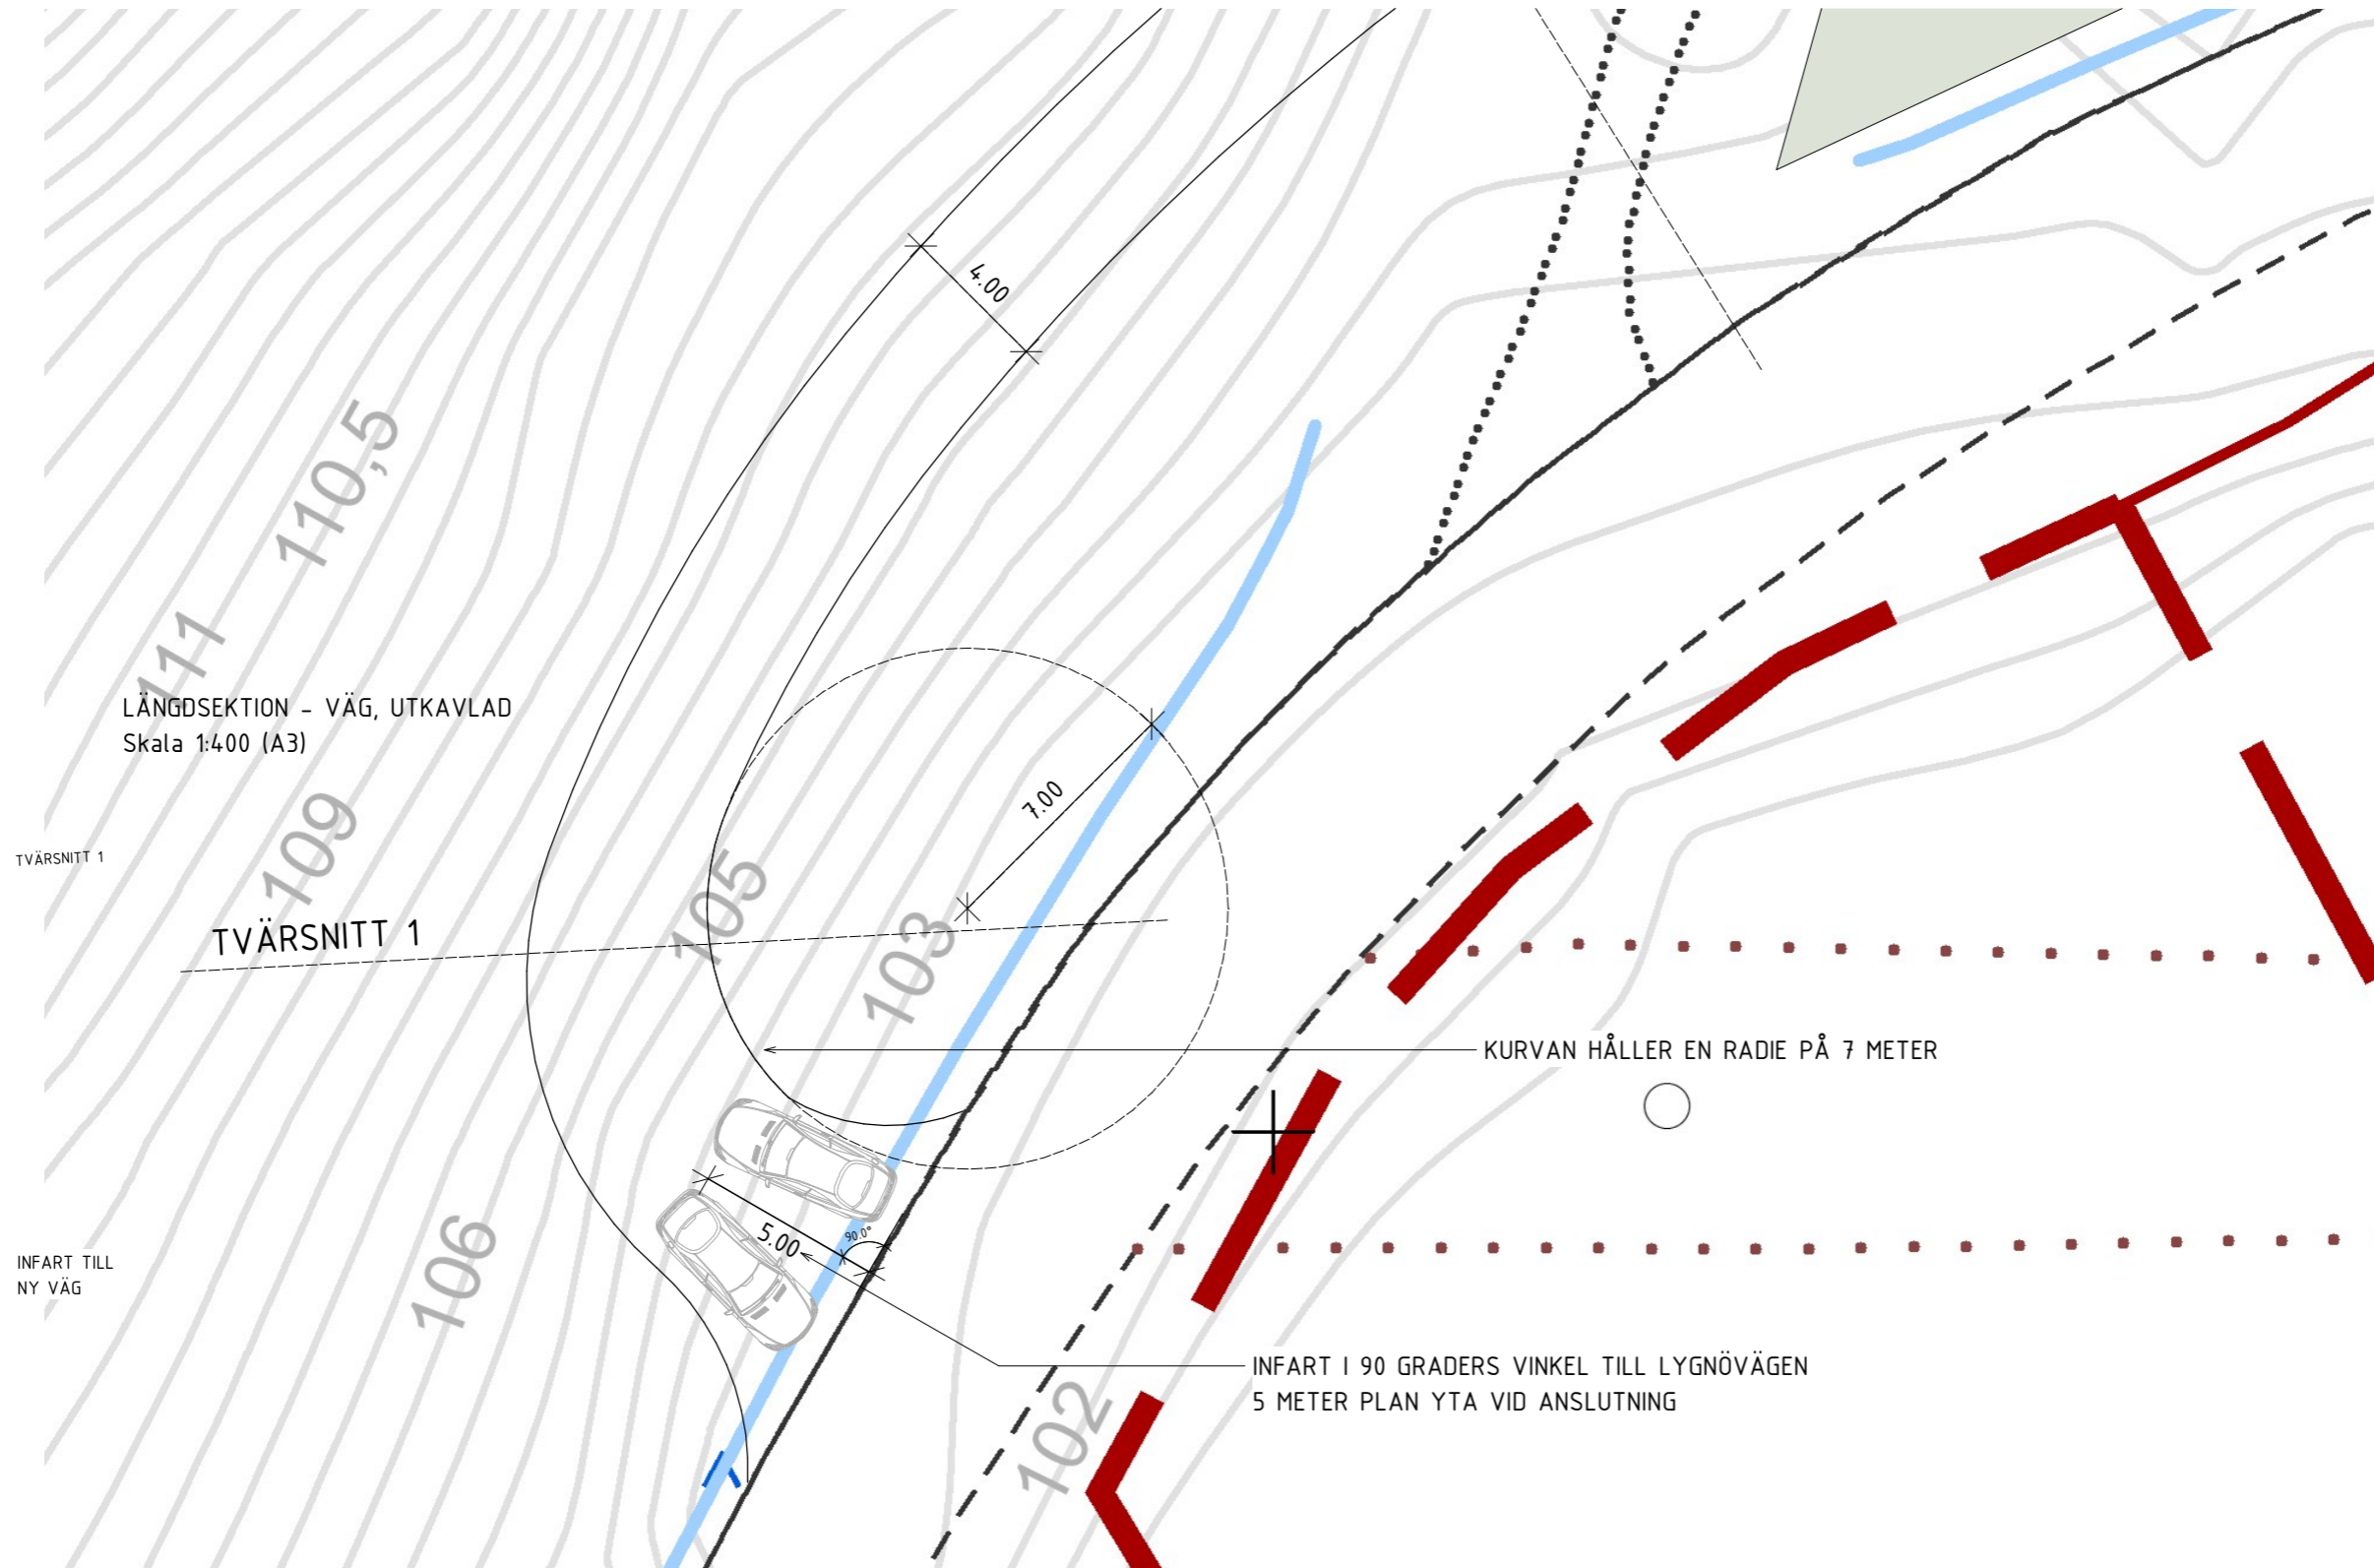 4.00
110,5
111
LÄNGDSEKTION - VÄG, UTKAVLAD
Skala 1:400 (A3)
7.00
109
TVÄRSNITT 1
105
103
TVÄRSNITT 1
KURVAN HÅLLER EN RADIE PÅ 7 METER
106
5.00
90.0°
INFART TILL
NY VÄG
INFART I 90 GRADERS VINKEL TILL LYGNÖVÄGEN
5 METER PLAN YTA VID ANSLUTNING
102